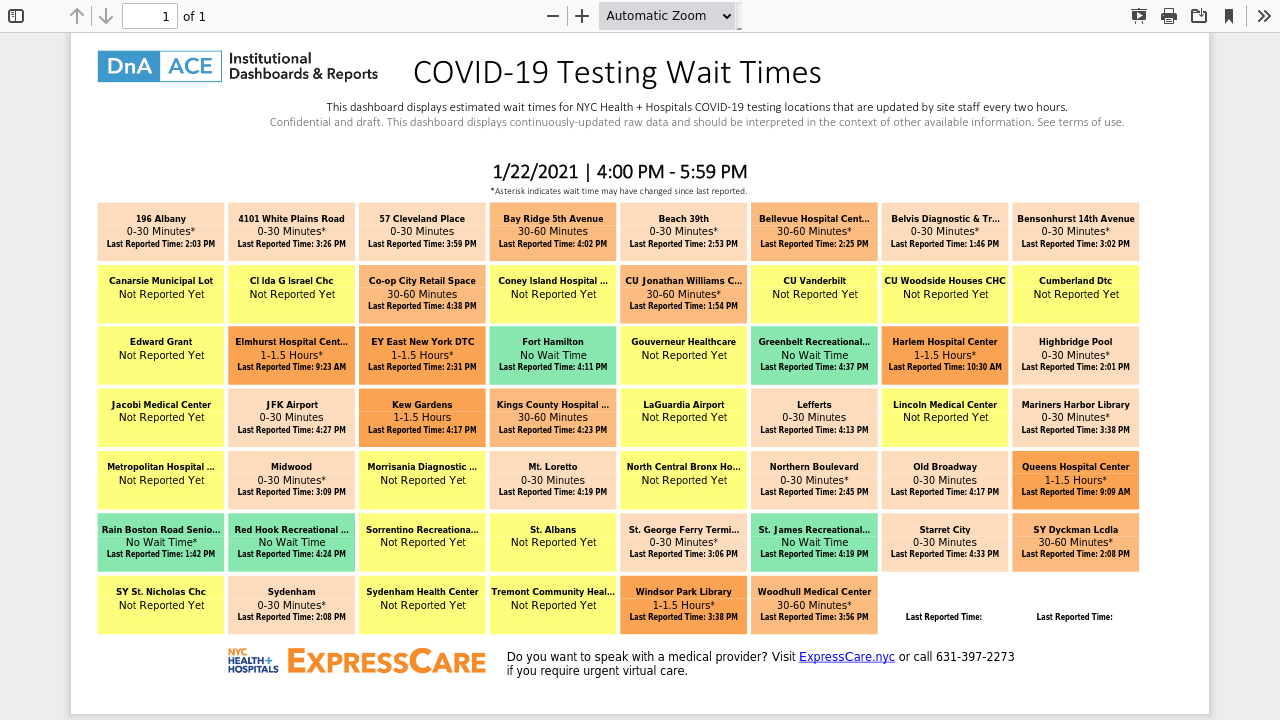 1 of 1 Automatic Zoom
DnA ACE Institutional
Dashboards & Reports
COVID-19 Testing Wait Times
This dashboard displays estimated wait times for NYC Health + Hospitals COVID-19 testing locations that are updated by site staff every two hours.
Confidential and draft. This dashboard displays continuously-updated raw data and should be interpreted in the context of other available information. See terms of use.
1/22/2021 | 4:00 PM - 5:59 PM
*Asterisk indicates wait time may have changed since last reported.
196 Albany
0-30 Minutes*
Last Reported Time: 2:03 PM
4101 White Plains Road
0-30 Minutes*
Last Reported Time: 3:26 PM
57 Cleveland Place
0-30 Minutes
Last Reported Time: 3:59 PM
Bay Ridge 5th Avenue
30-60 Minutes
Last Reported Time: 4:02 PM
Beach 39th
0-30 Minutes*
Last Reported Time: 2:53 PM
Bellevue Hospital Cent...
30-60 Minutes*
Last Reported Time: 2:25 PM
Belvis Diagnostic & Tr...
0-30 Minutes*
Last Reported Time: 1:46 PM
Bensonhurst 14th Avenue
0-30 Minutes*
Last Reported Time: 3:02 PM
Canarsie Municipal Lot
Not Reported Yet
CI Ida G Israel Chc
Not Reported Yet
Co-op City Retail Space
30-60 Minutes
Last Reported Time: 4:38 PM
Coney Island Hospital ...
Not Reported Yet
CU Jonathan Williams C...
30-60 Minutes*
Last Reported Time: 1:54 PM
CU Vanderbilt
Not Reported Yet
CU Woodside Houses CHC
Not Reported Yet
Cumberland Dtc
Not Reported Yet
Edward Grant
Not Reported Yet
Elmhurst Hospital Cent...
1-1.5 Hours*
Last Reported Time: 9:23 AM
EY East New York DTC
1-1.5 Hours*
Last Reported Time: 2:31 PM
Fort Hamilton
No Wait Time
Last Reported Time: 4:11 PM
Gouverneur Healthcare
Not Reported Yet
Greenbelt Recreational...
No Wait Time
Last Reported Time: 4:37 PM
Harlem Hospital Center
1-1.5 Hours*
Last Reported Time: 10:30 AM
Highbridge Pool
0-30 Minutes*
Last Reported Time: 2:01 PM
Jacobi Medical Center
Not Reported Yet
JFK Airport
0-30 Minutes
Last Reported Time: 4:27 PM
Kew Gardens
1-1.5 Hours
Last Reported Time: 4:17 PM
Kings County Hospital ...
30-60 Minutes
Last Reported Time: 4:23 PM
LaGuardia Airport
Not Reported Yet
Lefferts
0-30 Minutes
Last Reported Time: 4:13 PM
Lincoln Medical Center
Not Reported Yet
Mariners Harbor Library
0-30 Minutes*
Last Reported Time: 3:38 PM
Metropolitan Hospital ...
Not Reported Yet
Midwood
0-30 Minutes*
Last Reported Time: 3:09 PM
Morrisania Diagnostic ...
Not Reported Yet
Mt. Loretto
0-30 Minutes
Last Reported Time: 4:19 PM
North Central Bronx Ho...
Not Reported Yet
Northern Boulevard
0-30 Minutes*
Last Reported Time: 2:45 PM
Old Broadway
0-30 Minutes
Last Reported Time: 4:17 PM
Queens Hospital Center
1-1.5 Hours*
Last Reported Time: 9:09 AM
Rain Boston Road Senio...
No Wait Time*
Last Reported Time: 1:42 PM
Red Hook Recreational ...
No Wait Time
Last Reported Time: 4:24 PM
Sorrentino Recreationa...
Not Reported Yet
St. Albans
Not Reported Yet
St. George Ferry Termi...
0-30 Minutes*
Last Reported Time: 3:06 PM
St. James Recreational...
No Wait Time
Last Reported Time: 4:19 PM
Starret City
0-30 Minutes
Last Reported Time: 4:33 PM
SY Dyckman Lcdla
30-60 Minutes*
Last Reported Time: 2:08 PM
SY St. Nicholas Chc
Not Reported Yet
Sydenham
0-30 Minutes*
Last Reported Time: 2:08 PM
Sydenham Health Center
Not Reported Yet
Tremont Community Heal...
Not Reported Yet
Windsor Park Library
1-1.5 Hours*
Last Reported Time: 3:38 PM
Woodhull Medical Center
30-60 Minutes*
Last Reported Time: 3:56 PM
Last Reported Time:
Last Reported Time:
NYC
HEALTH+
HOSPITALS
EXPRESSCARE
Do you want to speak with a medical provider? Visit ExpressCare.nyc or call 631-397-2273
if you require urgent virtual care.